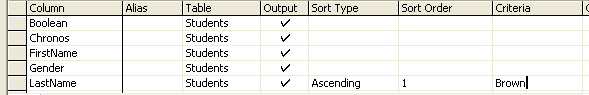 Column Alias Table Output Sort Type Sort Order Criteria
Boolean Students
Chronos Students
FirstName Students
Gender Students
LastName Students Ascending 1 Brown